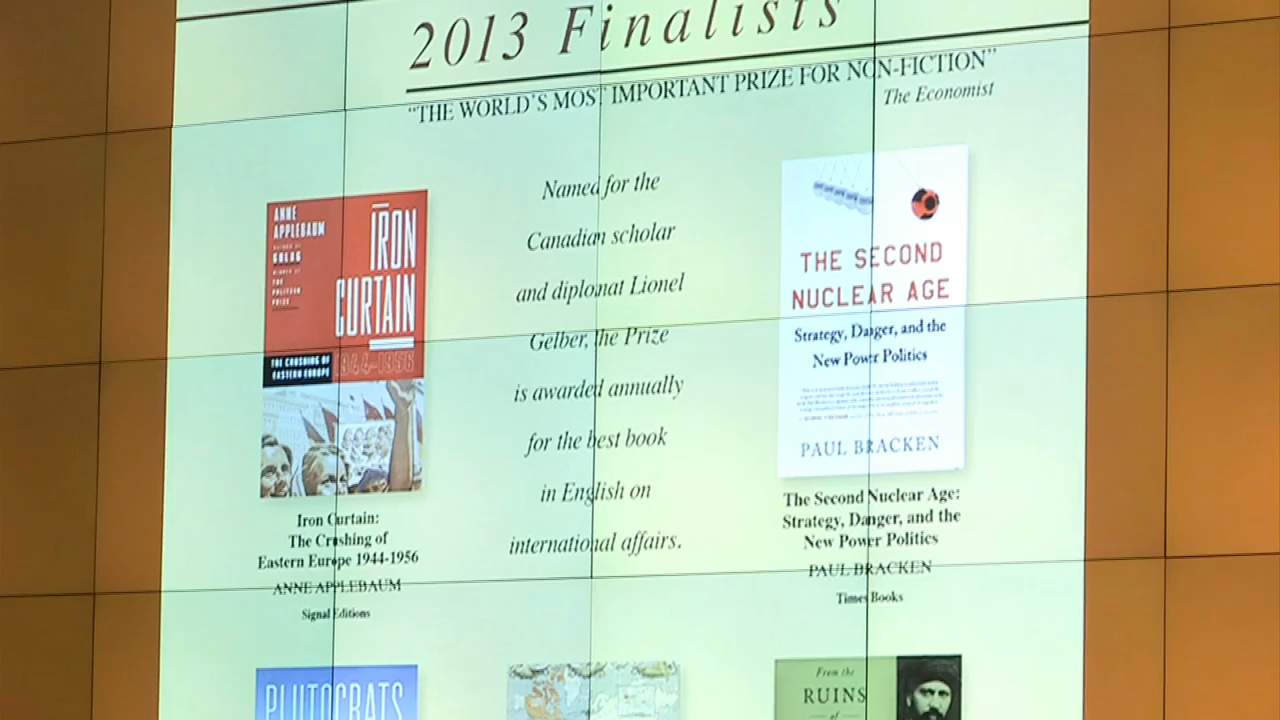 2013 Finalists
“THE WORLD'S MOST IMPORTANT PRIZE FOR NON-FICTION”
The Economist
ANNE
APPLEBAUM
AUTHOR OF
GULAG
WINNER OF
THE
PULITZER
PRIZE
IRON
CURTAIN
1944-1956
THE CRUSHING OF
EASTERN EUROPE
Iron Curtain:
The Crushing of
Eastern Europe 1944-1956
ANNE APPLEBAUM
Signal Editions
Named for the
Canadian scholar
and diplomat Lionel
Gelber, the Prize
is awarded annually
for the best book
in English on
international affairs.
THE SECOND
NUCLEAR AGE
Strategy, Danger, and the
New Power Politics
PAUL BRACKEN
The Second Nuclear Age:
Strategy, Danger, and the
New Power Politics
PAUL BRACKEN
Times Books
PLUTOCRATS
From the
RUINS
of